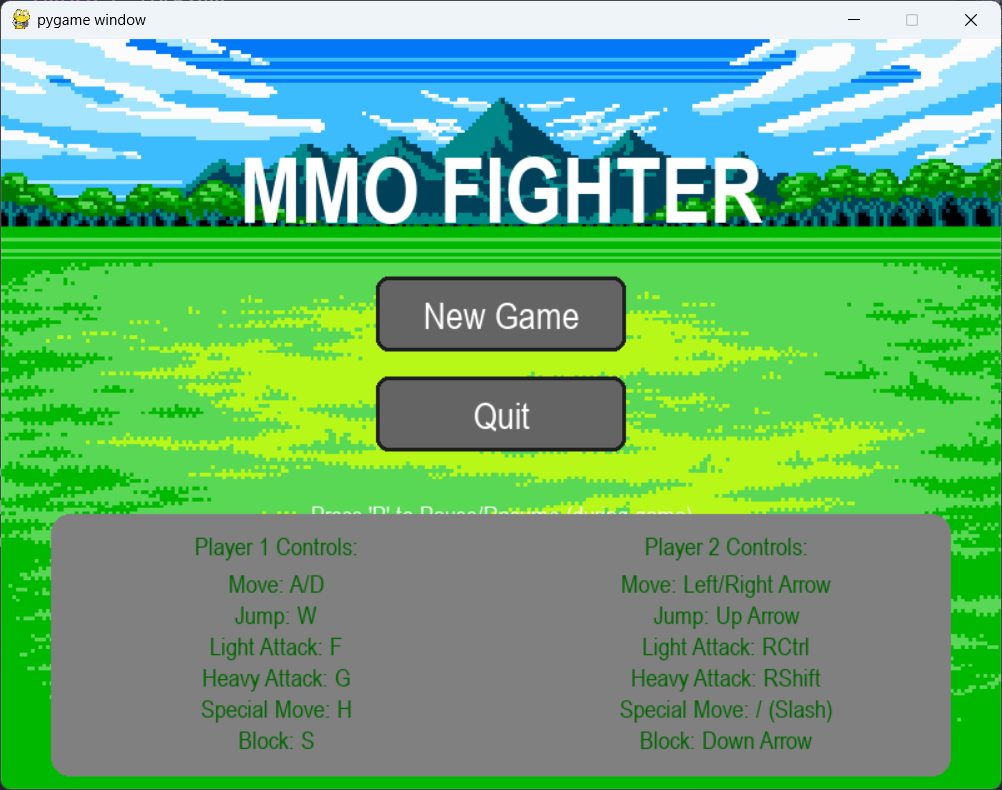 pygame window
MMO FIGHTER
New Game
Quit
Press 'P' to Pause/Resume (during game)
Player 1 Controls:
Move: A/D
Jump: W
Light Attack: F
Heavy Attack: G
Special Move: H
Block: S
Player 2 Controls:
Move: Left/Right Arrow
Jump: Up Arrow
Light Attack: RCtrl
Heavy Attack: RShift
Special Move: / (Slash)
Block: Down Arrow